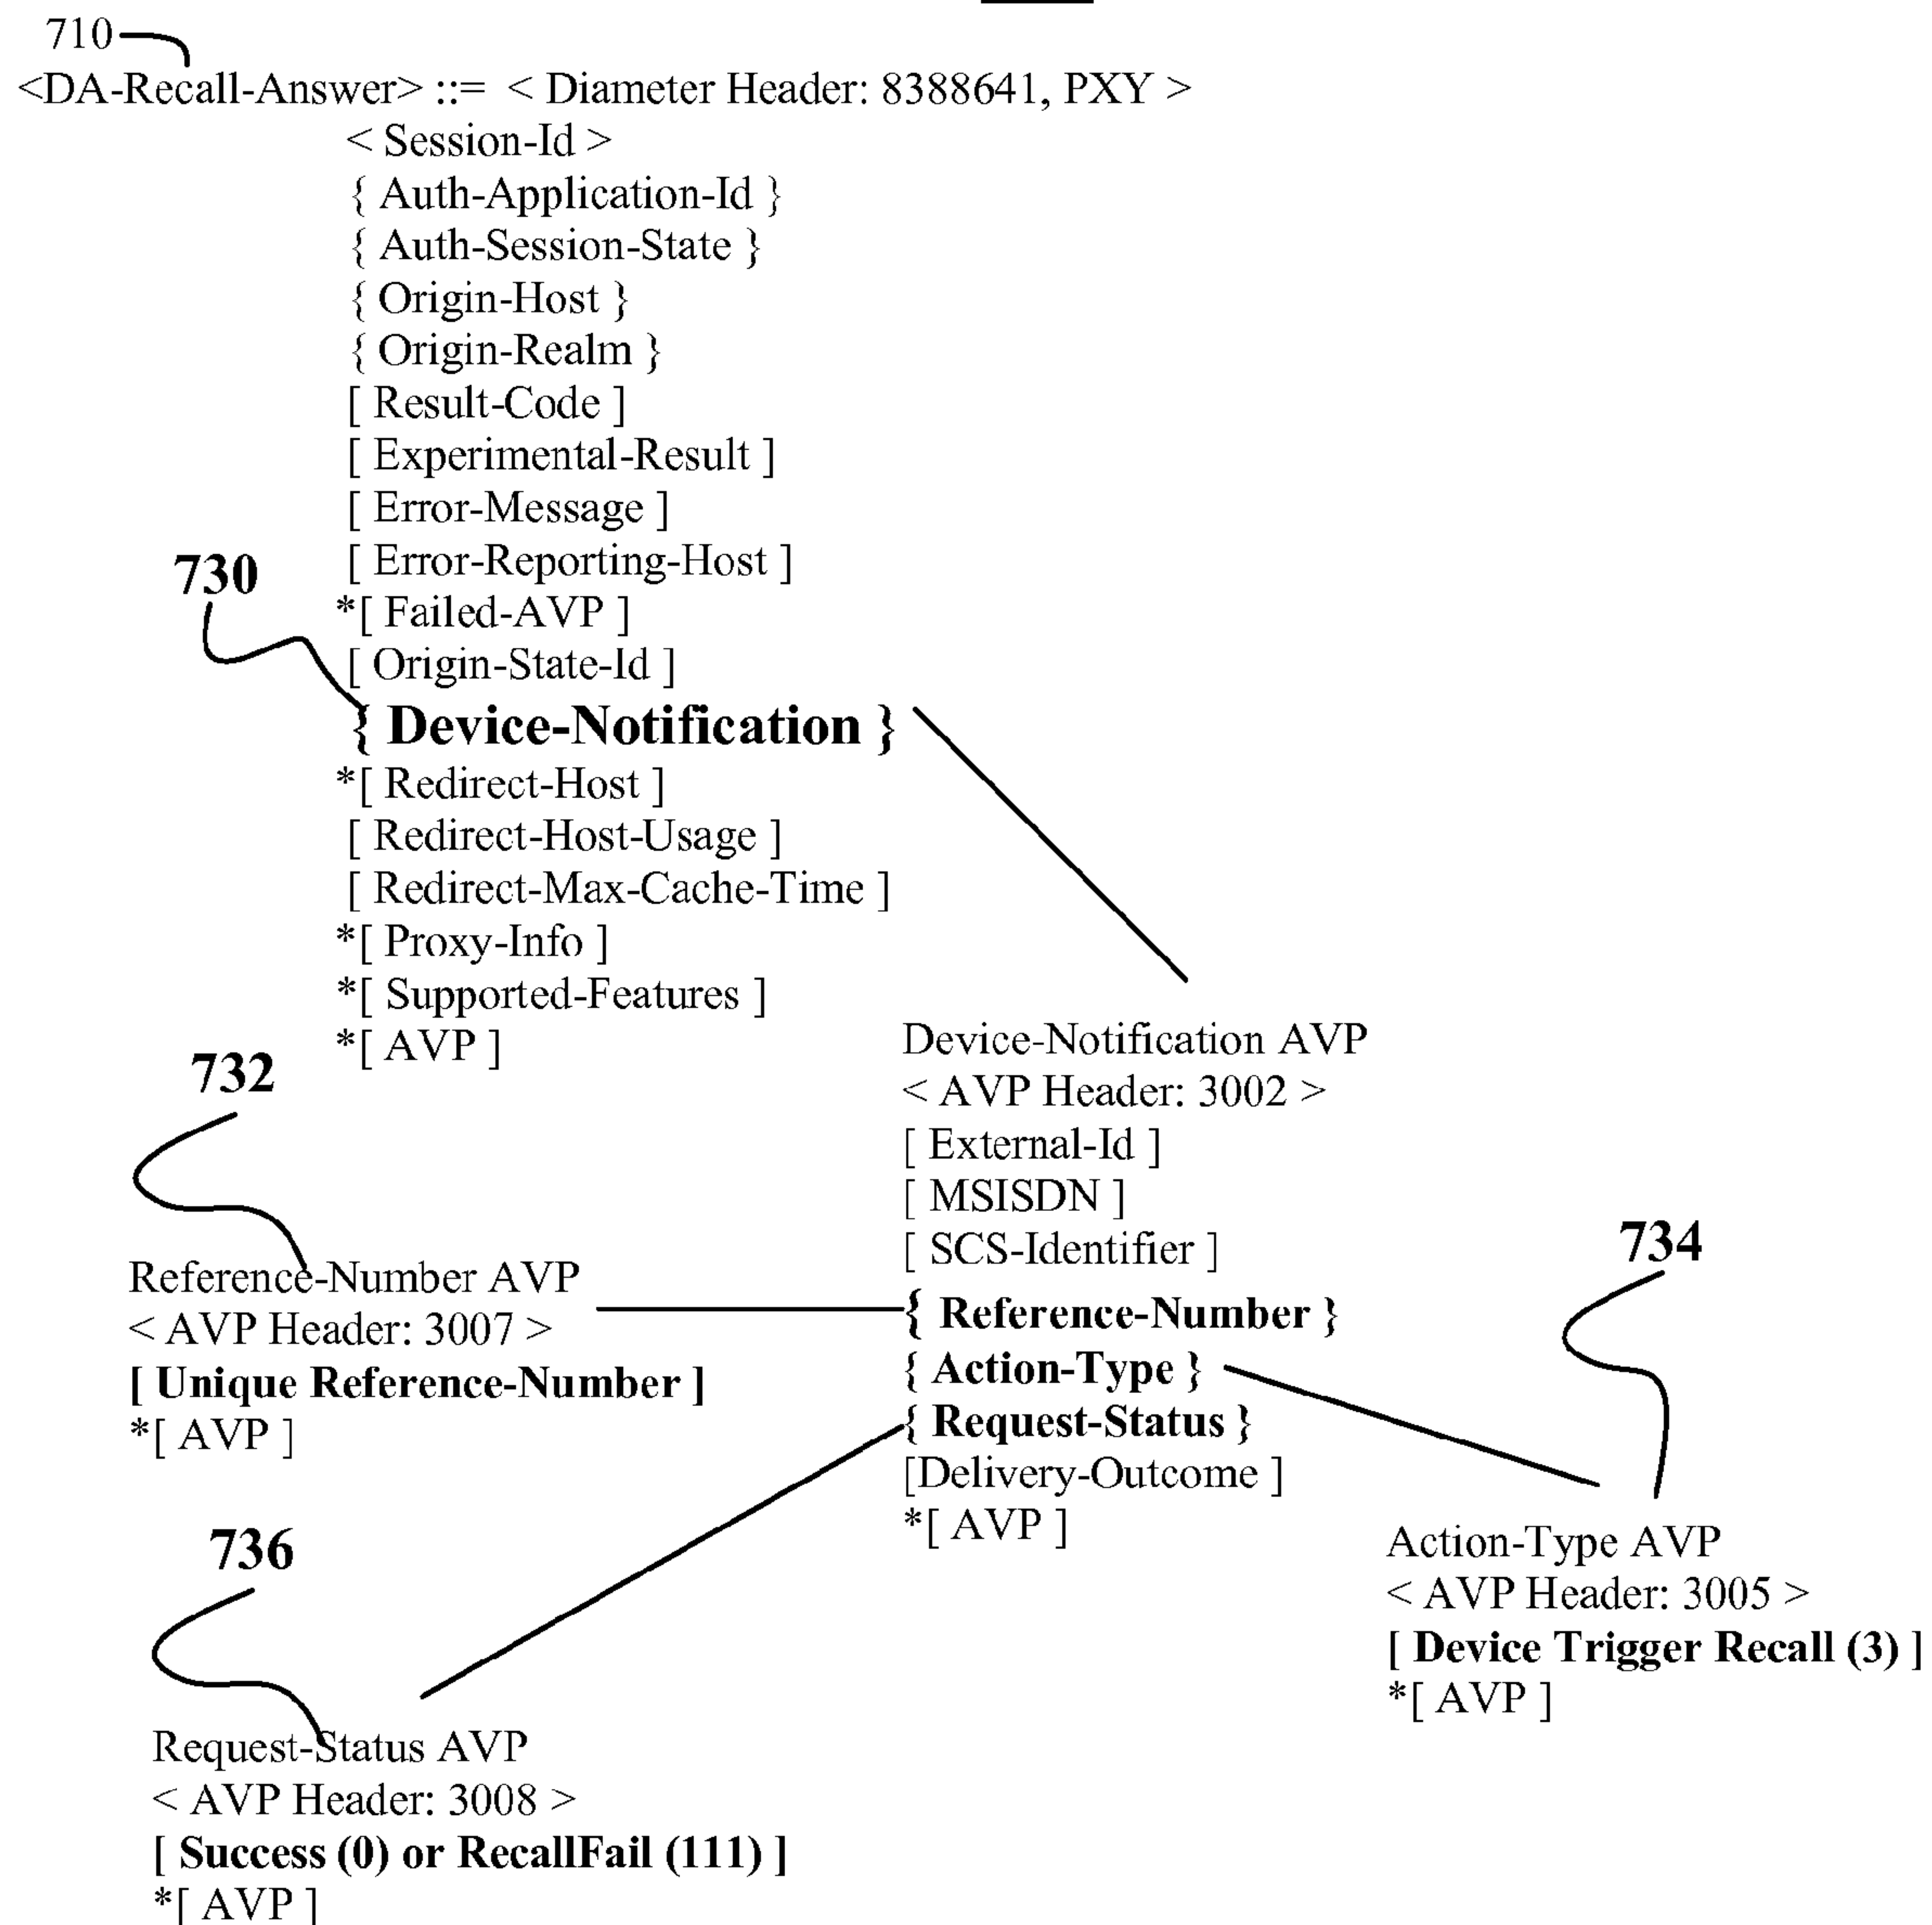 710
<DA-Recall-Answer> ::= < Diameter Header: 8388641, PXY >
< Session-Id >
{ Auth-Application-Id }
{ Auth-Session-State }
{ Origin-Host }
{ Origin-Realm }
[ Result-Code ]
[ Experimental-Result ]
[ Error-Message ]
[ Error-Reporting-Host ]
730
*[ Failed-AVP ]
[ Origin-State-Id ]
{ Device-Notification }
*[ Redirect-Host ]
[ Redirect-Host-Usage ]
[ Redirect-Max-Cache-Time ]
*[ Proxy-Info ]
*[ Supported-Features ]
*[ AVP ]
Device-Notification AVP
< AVP Header: 3002 >
[ External-Id ]
[ MSISDN ]
[ SCS-Identifier ]
{ Reference-Number }
{ Action-Type }
{ Request-Status }
[Delivery-Outcome ]
*[ AVP ]
732
Reference-Number AVP
< AVP Header: 3007 >
[ Unique Reference-Number ]
*[ AVP ]
734
Action-Type AVP
< AVP Header: 3005 >
[ Device Trigger Recall (3) ]
*[ AVP ]
736
Request-Status AVP
< AVP Header: 3008 >
[ Success (0) or RecallFail (111) ]
*[ AVP ]